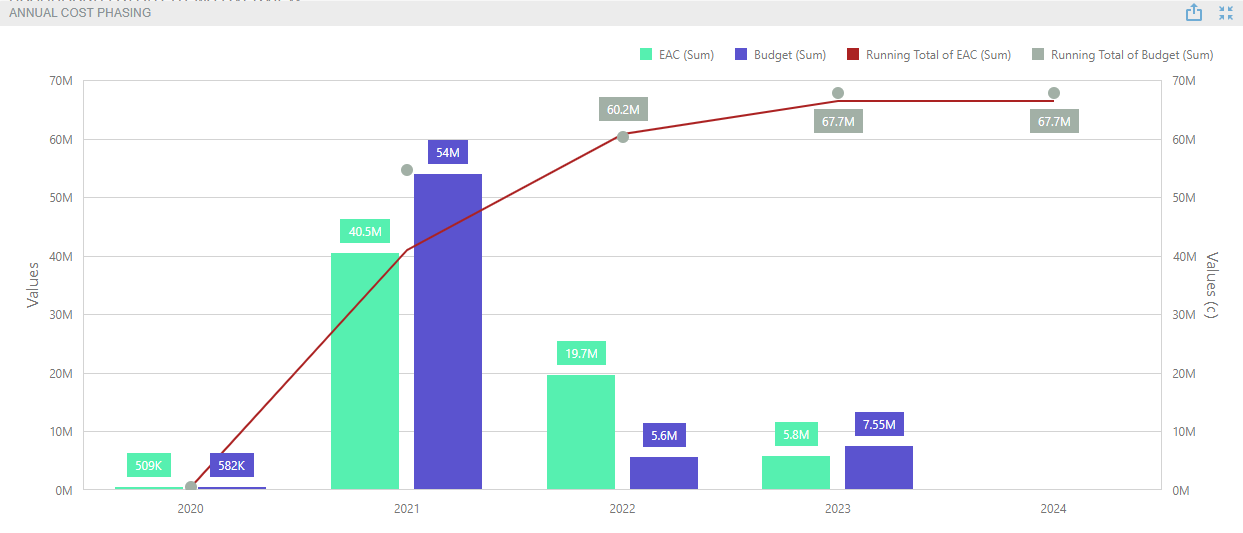 ANNUAL COST PHASING
EAC (Sum) Budget (Sum) Running Total of EAC (Sum) Running Total of Budget (Sum)
70M 70M
60.2M
67.7M 67.7M
60M 60M
54M
50M 50M
40.5M
40M 40M
Values Values (c)
30M 30M
19.7M
20M 20M
10M 7.55M 10M
5.6M 5.8M
509K 582K
0M 0M
2020 2021 2022 2023 2024